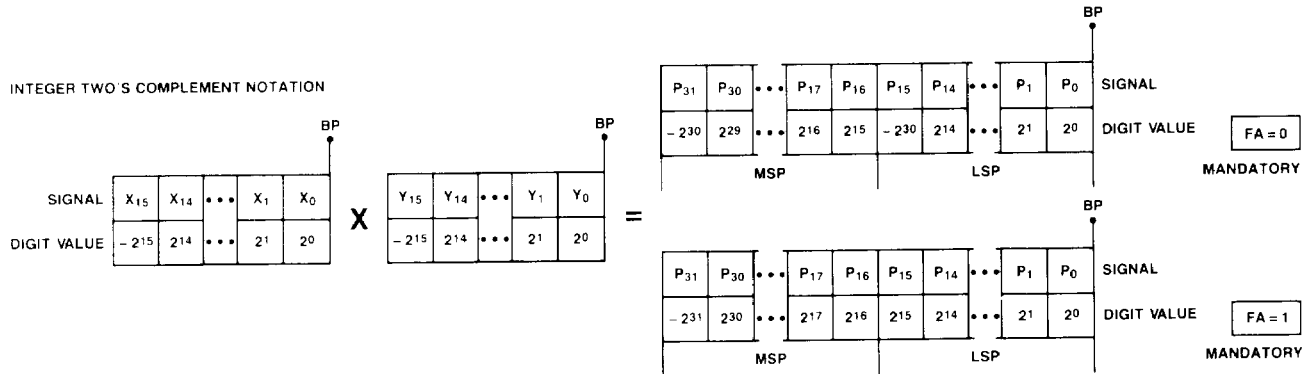 INTEGER TWO'S COMPLEMENT NOTATION
BP
SIGNAL X15 X14 ••• X1 X0
DIGIT VALUE -2^15 2^14 ••• 2^1 2^0
X
BP
Y15 Y14 ••• Y1 Y0
-2^15 2^14 ••• 2^1 2^0
=
BP
P31 P30 ••• P17 P16 P15 P14 ••• P1 P0 SIGNAL
-2^30 2^29 ••• 2^16 2^15 -2^30 2^14 ••• 2^1 2^0 DIGIT VALUE
FA = 0
MANDATORY
MSP LSP
BP
P31 P30 ••• P17 P16 P15 P14 ••• P1 P0 SIGNAL
-2^31 2^30 ••• 2^17 2^16 2^15 2^14 ••• 2^1 2^0 DIGIT VALUE
FA = 1
MANDATORY
MSP LSP